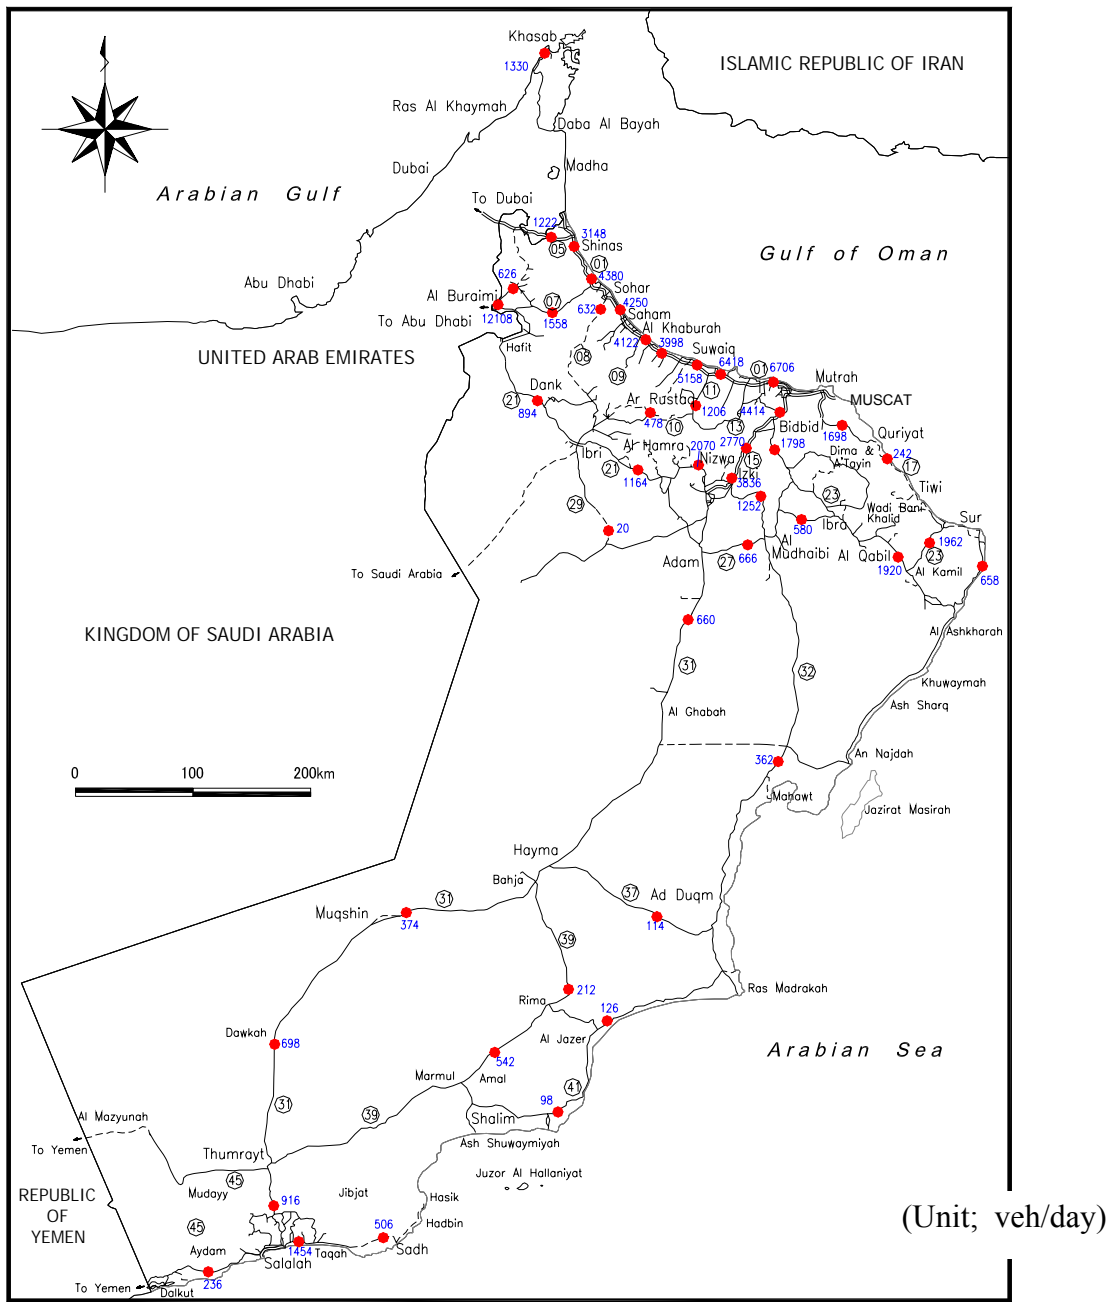 Khasab
1330
ISLAMIC REPUBLIC OF IRAN
Ras Al Khaymah
Daba Al Bayah
Dubai
Madha
Arabian Gulf
To Dubai
1222
3148
05
Shinas
Gulf of Oman
01
Abu Dhabi
626
4380
Sohar
Al Buraimi
07
632
4250
12108
To Abu Dhabi
1558
Saham
Al Khaburah
Hafit
4122
3998
UNITED ARAB EMIRATES
08
Suwaiq
6418
01
6706
09
5158
Mutrah
Dank
11
MUSCAT
21
894
Ar Rustaq
1206
4414
478
10
13
Bidbid
1698
Quriyat
Al Hamra
2070
2770
1798
242
Ibri
Nizwa
15
Dima &
A'Tayin
17
21
1164
Izki
3836
Tiwi
1252
23
Wadi Bani
Khalid
29
20
580
Ibra
Sur
1962
666
Al
Mudhaibi
Al Qabil
23
To Saudi Arabia
Adam
27
1920
Al Kamil
658
660
Al Ashkharah
KINGDOM OF SAUDI ARABIA
31
32
Khuwaymah
Al Ghabah
Ash Sharq
An Najdah
362
0 100 200km
Mahawt
Jazirat Masirah
Hayma
Bahja
31
37
Ad Duqm
Muqshin
374
114
39
212
Ras Madrakah
Rima
126
Dawkah
698
Al Jazer
Arabian Sea
542
Marmul
Amal
31
39
98
41
Al Mazyunah
Shalim
To Yemen
Thumrayt
Ash Shuwaymiyah
45
Juzor Al Hallaniyat
REPUBLIC
OF
YEMEN
Mudayy
Jibjat
Hasik
916
45
506
Hadbin
(Unit; veh/day)
Aydam
1454
Taqah
Sadh
Salalah
To Yemen
236
Dalkut